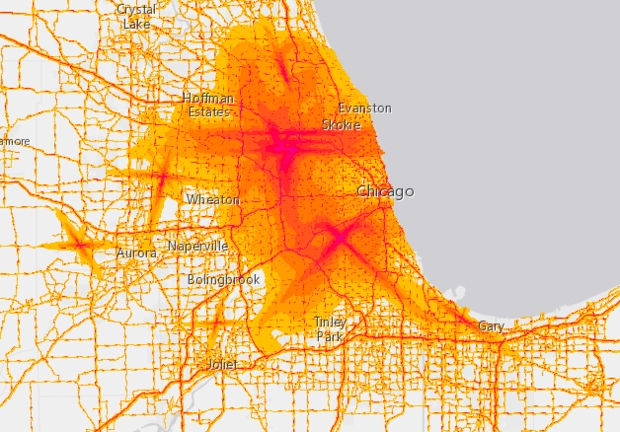 Crystal
Lake
Hoffman
Estates
Evanston
Skokie
amore
Chicago
Wheaton
Naperville
Aurora
Bolingbrook
Tinley
Park
Gary
Joliet